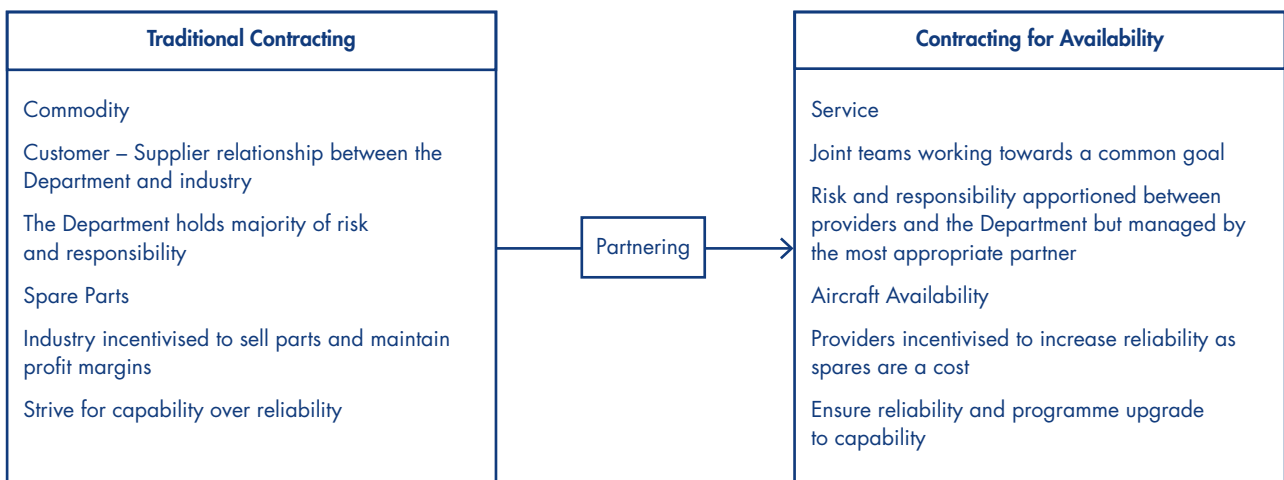 Traditional Contracting
Commodity
Customer – Supplier relationship between the
Department and industry
The Department holds majority of risk
and responsibility
Spare Parts
Industry incentivised to sell parts and maintain
profit margins
Strive for capability over reliability
Partnering
Contracting for Availability
Service
Joint teams working towards a common goal
Risk and responsibility apportioned between
providers and the Department but managed by
the most appropriate partner
Aircraft Availability
Providers incentivised to increase reliability as
spares are a cost
Ensure reliability and programme upgrade
to capability